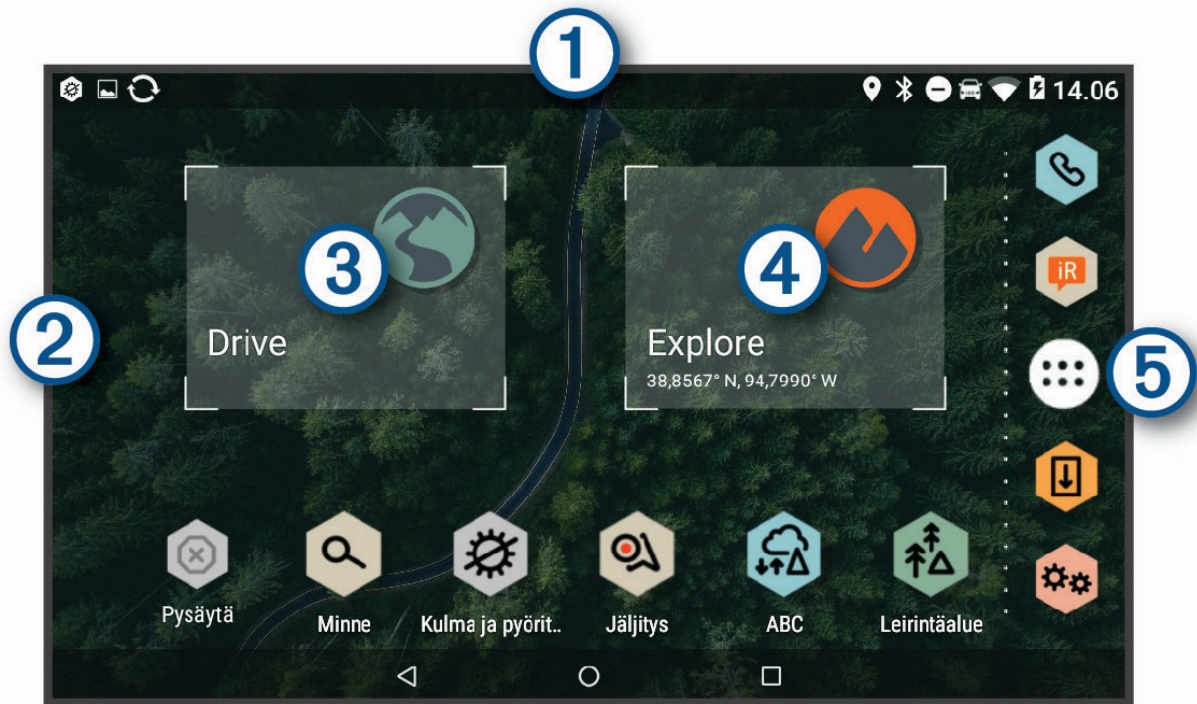 1
14.06
3
4
2
Drive
Explore
38,8567° N, 94,7990° W
iR
5
Pysäytä
Minne
Kulma ja pyörit..
Jäljitys
ABC
Leirintäalue